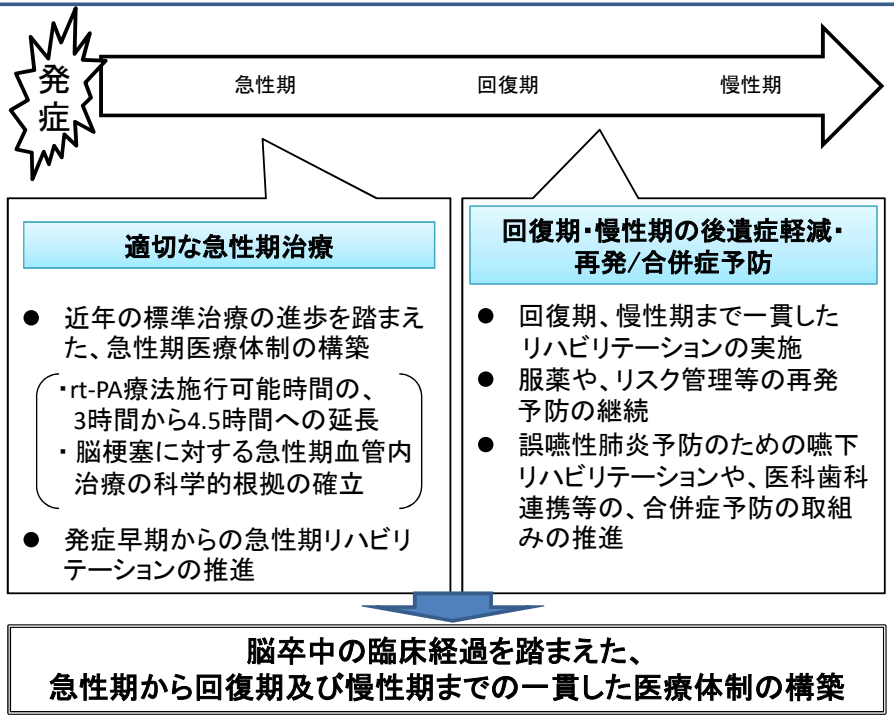 発
症
急性期 回復期 慢性期
適切な急性期治療
● 近年の標準治療の進歩を踏まえ
た、急性期医療体制の構築
・rt-PA療法施行可能時間の、
3時間から4.5時間への延長
・ 脳梗塞に対する急性期血管内
治療の科学的根拠の確立
● 発症早期からの急性期リハビリ
テーションの推進
回復期・慢性期の後遺症軽減・
再発/合併症予防
● 回復期、慢性期まで一貫した
リハビリテーションの実施
● 服薬や、リスク管理等の再発
予防の継続
● 誤嚥性肺炎予防のための嚥下
リハビリテーションや、医科歯科
連携等の、合併症予防の取組
みの推進
脳卒中の臨床経過を踏まえた、
急性期から回復期及び慢性期までの一貫した医療体制の構築